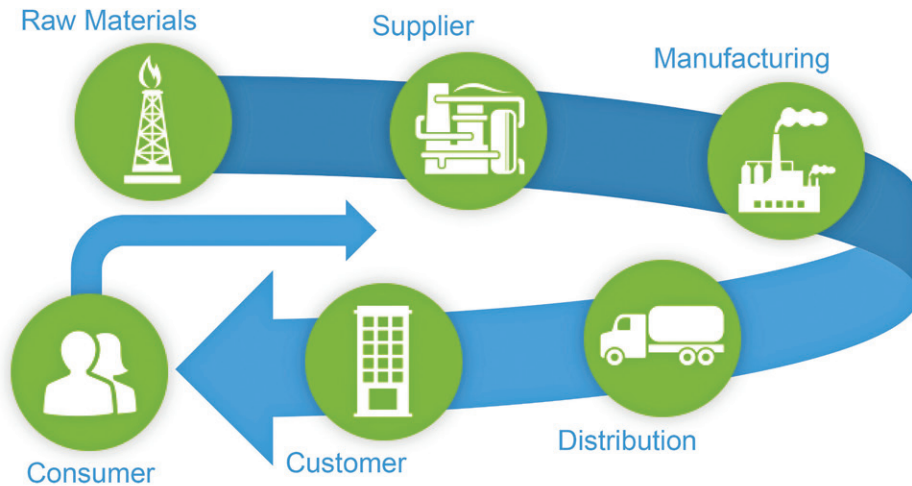 Raw Materials
Supplier
Manufacturing
Distribution
Customer
Consumer